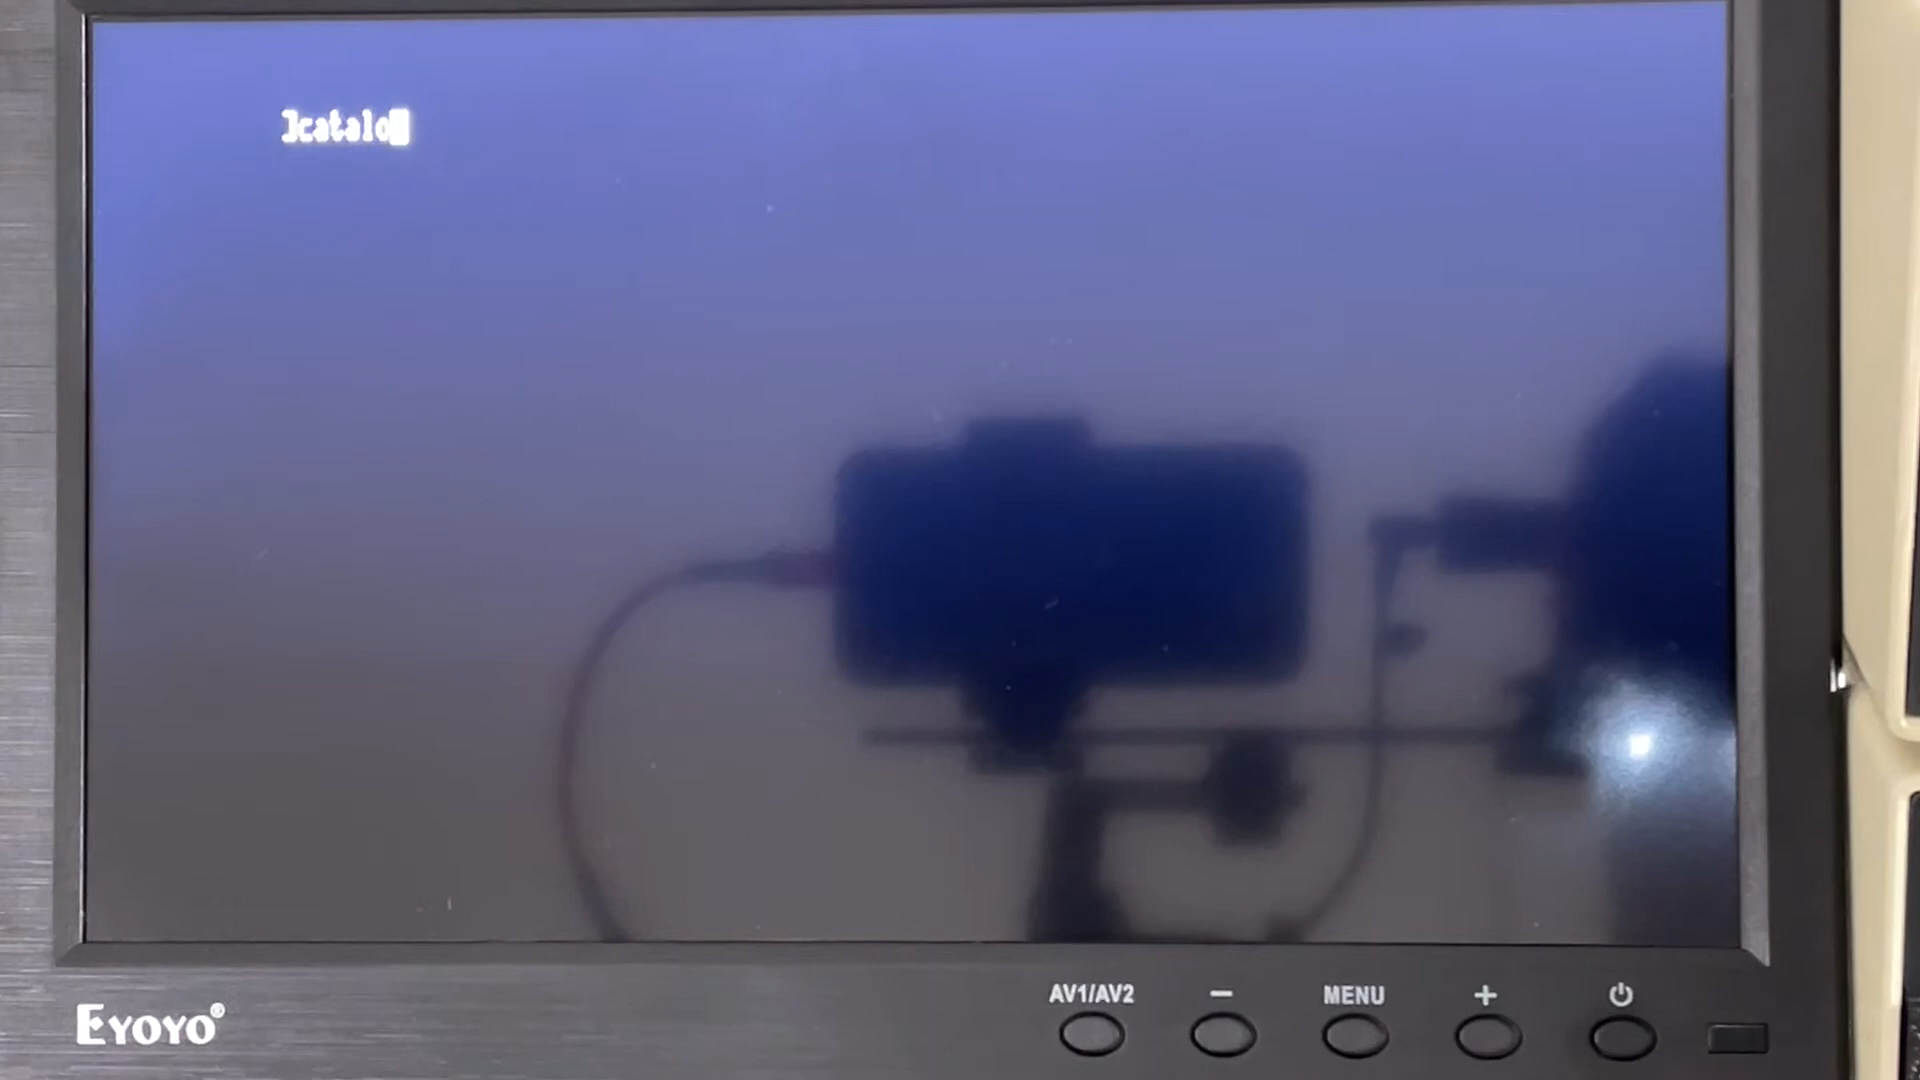 ]catalo
AV1/AV2 − MENU + ⏻
EYOYO®